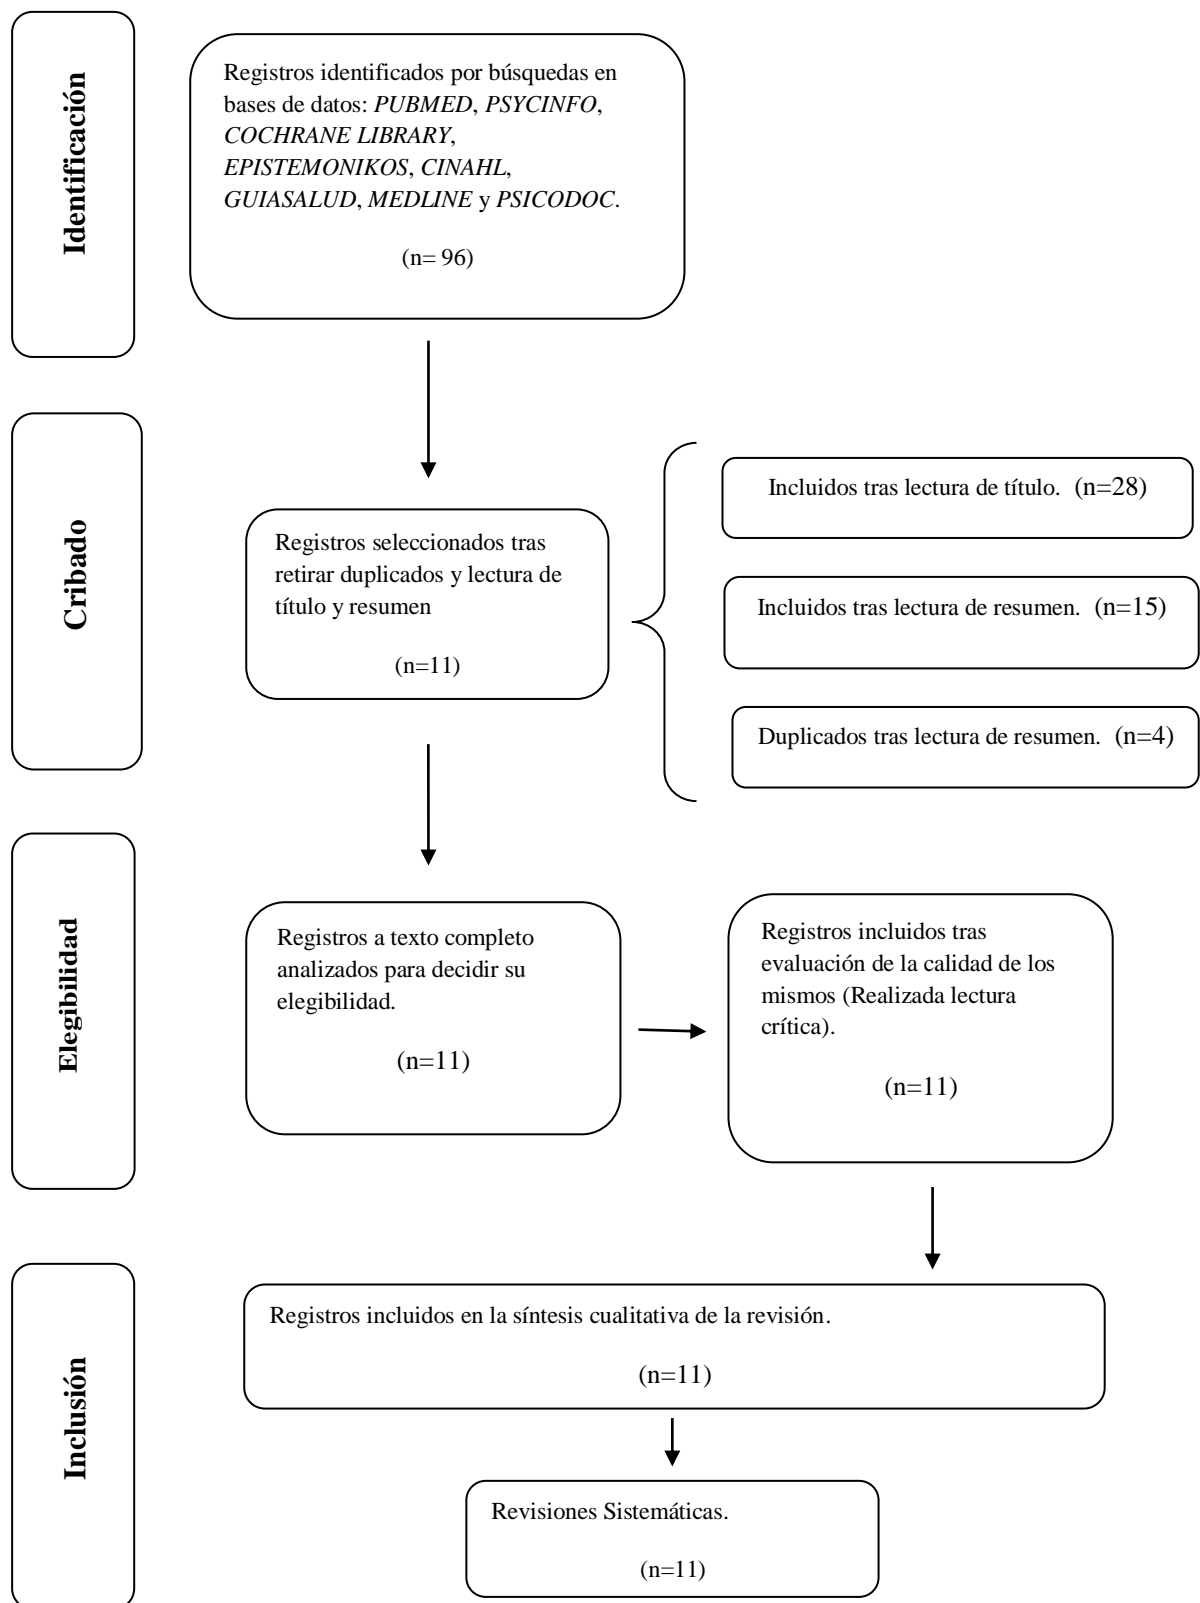 Identificación
Registros identificados por búsquedas en
bases de datos: PUBMED, PSYCINFO,
COCHRANE LIBRARY,
EPISTEMONIKOS, CINAHL,
GUIASALUD, MEDLINE y PSICODOC.
(n= 96)
Cribado
Registros seleccionados tras
retirar duplicados y lectura de
título y resumen
(n=11)
Incluidos tras lectura de título. (n=28)
Incluidos tras lectura de resumen. (n=15)
Duplicados tras lectura de resumen. (n=4)
Elegibilidad
Registros a texto completo
analizados para decidir su
elegibilidad.
(n=11)
Registros incluidos tras
evaluación de la calidad de los
mismos (Realizada lectura
crítica).
(n=11)
Inclusión
Registros incluidos en la síntesis cualitativa de la revisión.
(n=11)
Revisiones Sistemáticas.
(n=11)